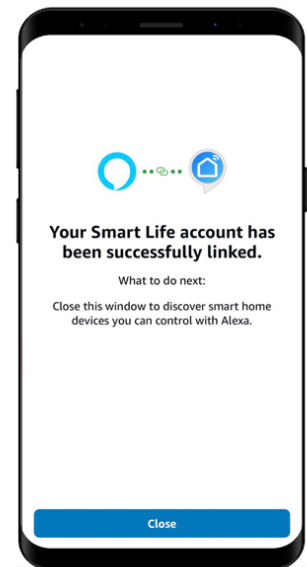 Your Smart Life account has
been successfully linked.
What to do next:
Close this window to discover smart home
devices you can control with Alexa.
Close